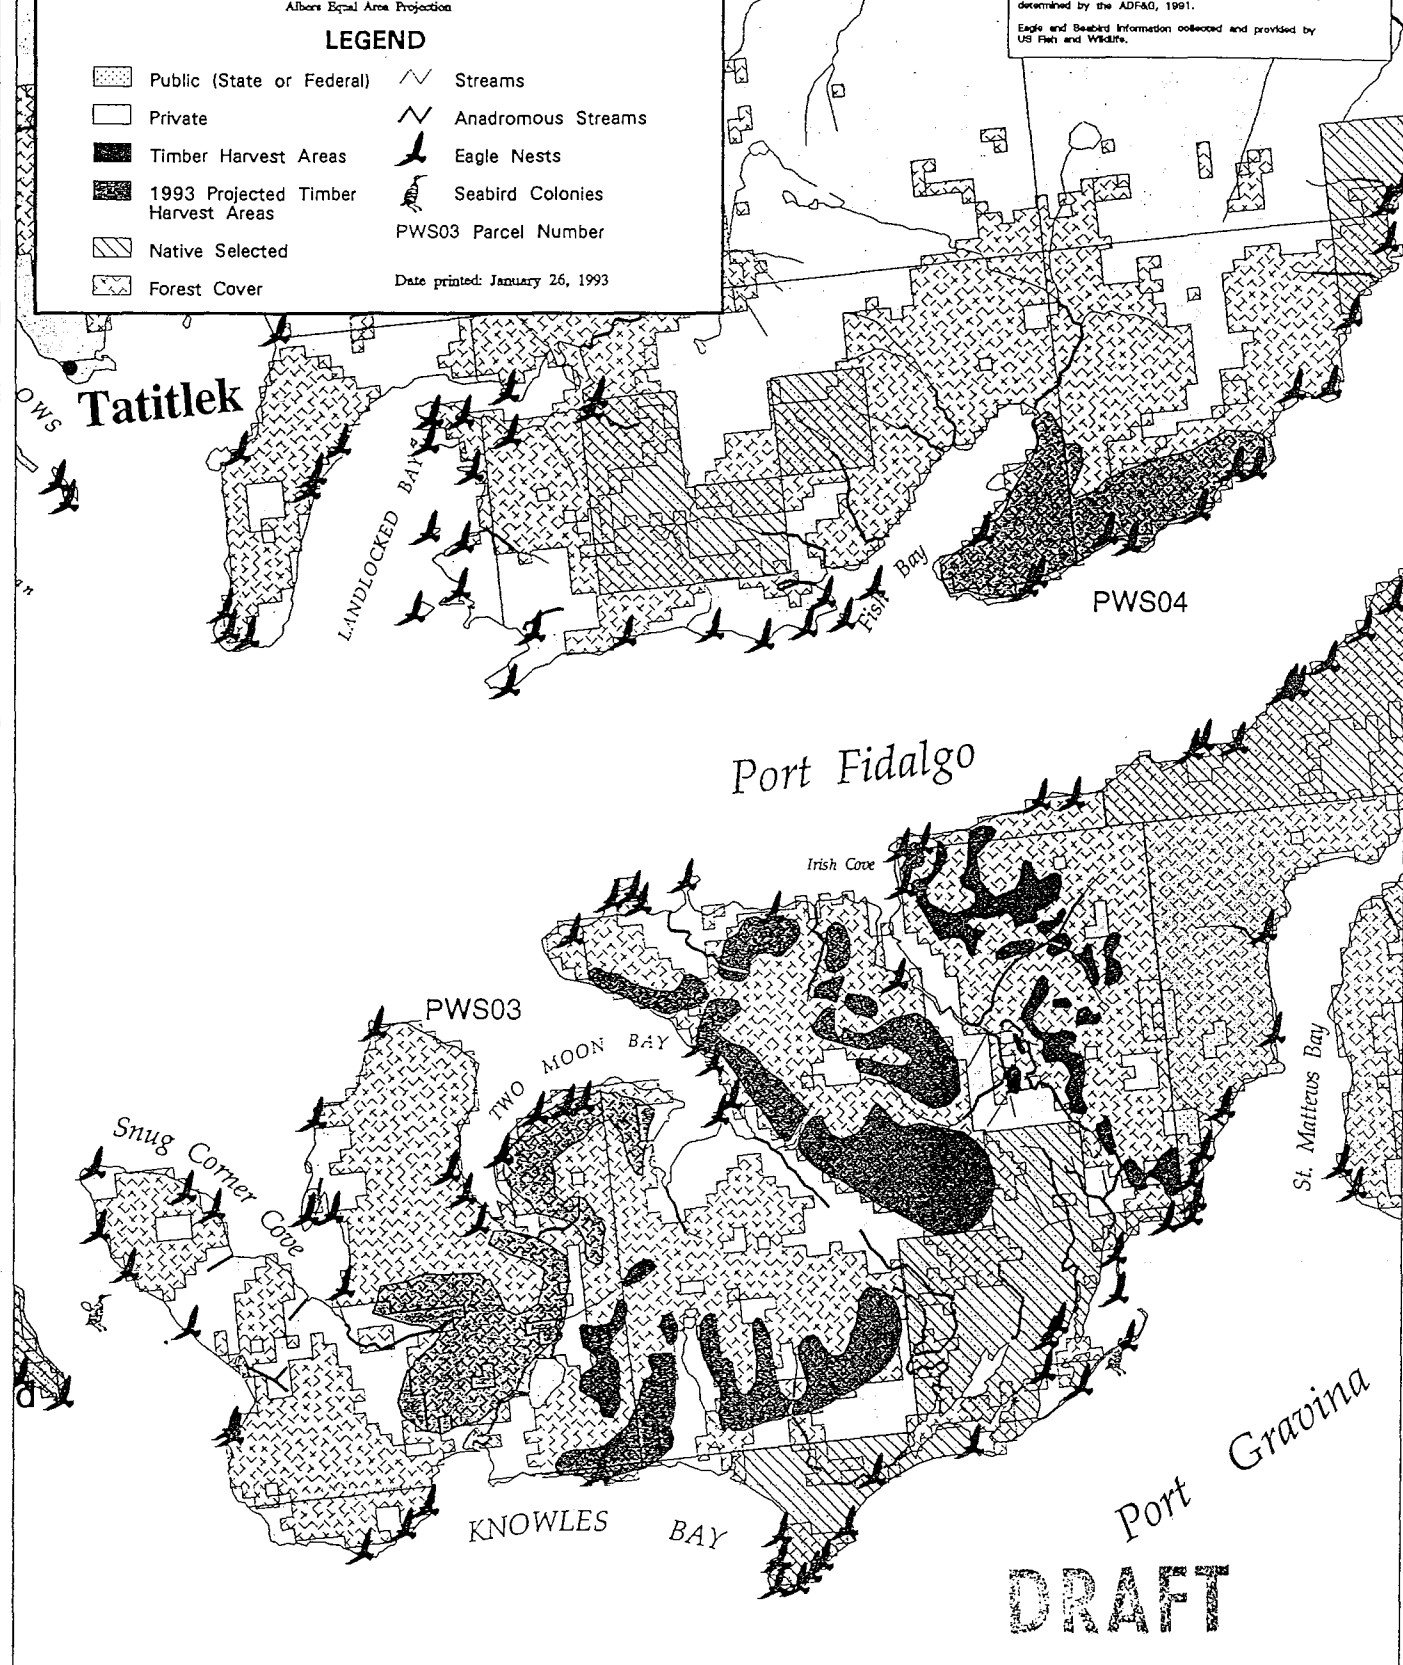 Albers Equal Area Projection
determined by the ADF&G, 1991.
Eagle and Seabird Information collected and provided by
US Fish and Wildlife.
LEGEND
Public (State or Federal)
Streams
Private
Anadromous Streams
Timber Harvest Areas
Eagle Nests
1993 Projected Timber
Harvest Areas
Seabird Colonies
PWS03 Parcel Number
Native Selected
Forest Cover
Date printed: January 26, 1993
OWS
Tatitlek
LANDLOCKED BAY
Fish Bay
PWS04
Port Fidalgo
Irish Cove
PWS03
TWO MOON BAY
Snug Corner Cove
St. Mattews Bay
d
Port Gravina
KNOWLES BAY
DRAFT